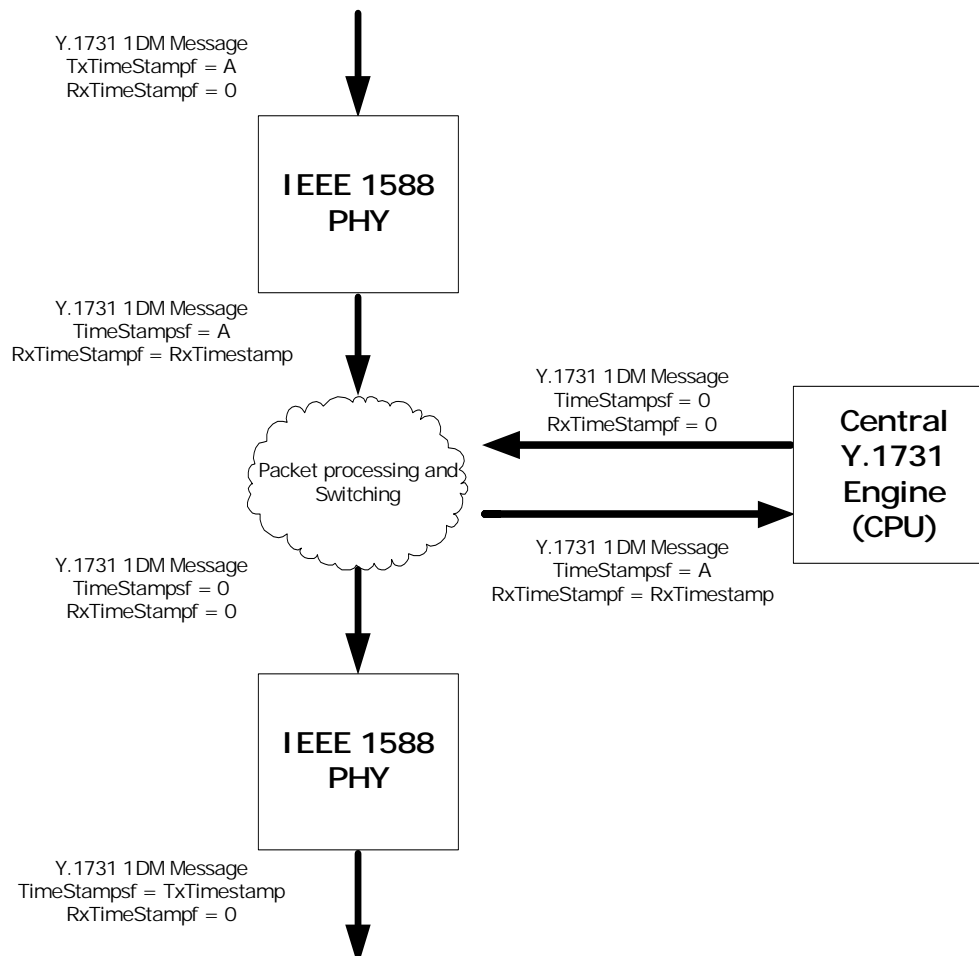 Y.1731 1DM Message
TxTimeStampf = A
RxTimeStampf = 0
IEEE 1588
PHY
Y.1731 1DM Message
TimeStampsf = A
RxTimeStampf = RxTimestamp
Y.1731 1DM Message
TimeStampsf = 0
RxTimeStampf = 0
Central
Y.1731
Engine
(CPU)
Packet processing and
Switching
Y.1731 1DM Message
TimeStampsf = A
RxTimeStampf = RxTimestamp
Y.1731 1DM Message
TimeStampsf = 0
RxTimeStampf = 0
IEEE 1588
PHY
Y.1731 1DM Message
TimeStampsf = TxTimestamp
RxTimeStampf = 0